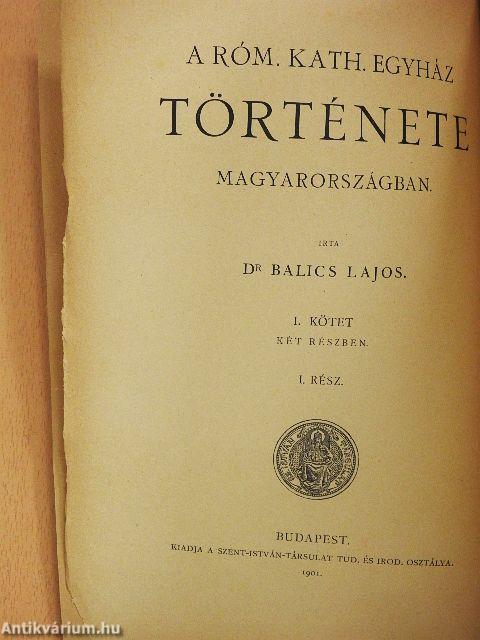 A RÓM. KATH. EGYHÁZ
TÖRTÉNETE
MAGYARORSZÁGBAN.
IRTA
DR BALICS LAJOS.
I. KÖTET
KÉT RÉSZBEN.
I. RÉSZ.
BUDAPEST.
KIADJA A SZENT-ISTVÁN-TÁRSULAT TUD. ÉS IROD. OSZTÁLYA.
1901.
Antikvárium.hu